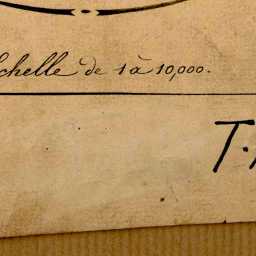 chelle de 1 à 10,000.
T.